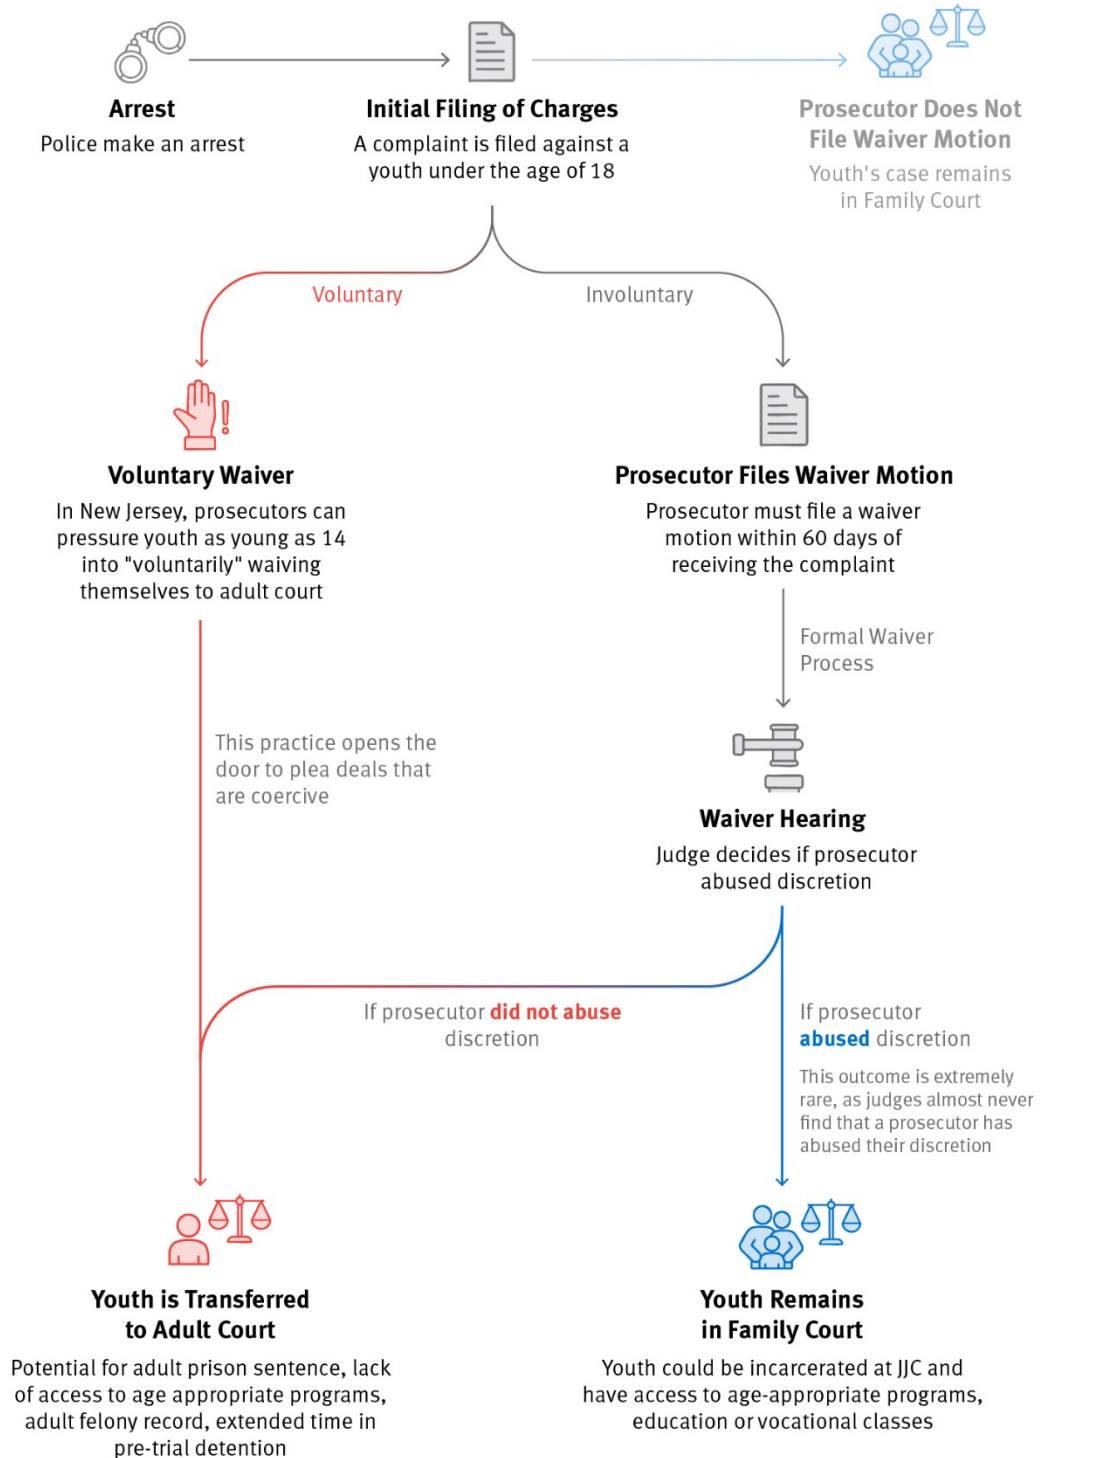 Arrest
Police make an arrest
Initial Filing of Charges
A complaint is filed against a
youth under the age of 18
Prosecutor Does Not
File Waiver Motion
Youth's case remains
in Family Court
Voluntary
Involuntary
Voluntary Waiver
In New Jersey, prosecutors can
pressure youth as young as 14
into "voluntarily" waiving
themselves to adult court
Prosecutor Files Waiver Motion
Prosecutor must file a waiver
motion within 60 days of
receiving the complaint
Formal Waiver
Process
This practice opens the
door to plea deals that
are coercive
Waiver Hearing
Judge decides if prosecutor
abused discretion
If prosecutor did not abuse
discretion
If prosecutor
abused discretion
This outcome is extremely
rare, as judges almost never
find that a prosecutor has
abused their discretion
Youth is Transferred
to Adult Court
Potential for adult prison sentence, lack
of access to age appropriate programs,
adult felony record, extended time in
pre-trial detention
Youth Remains
in Family Court
Youth could be incarcerated at JJC and
have access to age-appropriate programs,
education or vocational classes